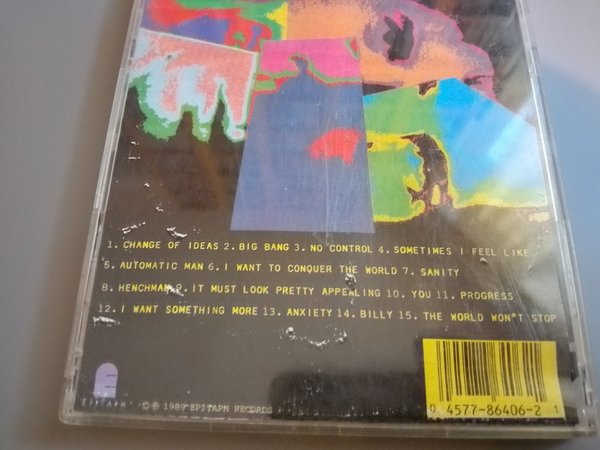 1. CHANGE OF IDEAS 2. BIG BANG 3. NO CONTROL 4. SOMETIMES I FEEL LIKE
5. AUTOMATIC MAN 6. I WANT TO CONQUER THE WORLD 7. SANITY
8. HENCHMAN 9. IT MUST LOOK PRETTY APPEALING 10. YOU 11. PROGRESS
12. I WANT SOMETHING MORE 13. ANXIETY 14. BILLY 15. THE WORLD WON'T STOP
EPITAPH © ℗ 1989 EPITAPH RECORDS
0 4577-86406-2 1